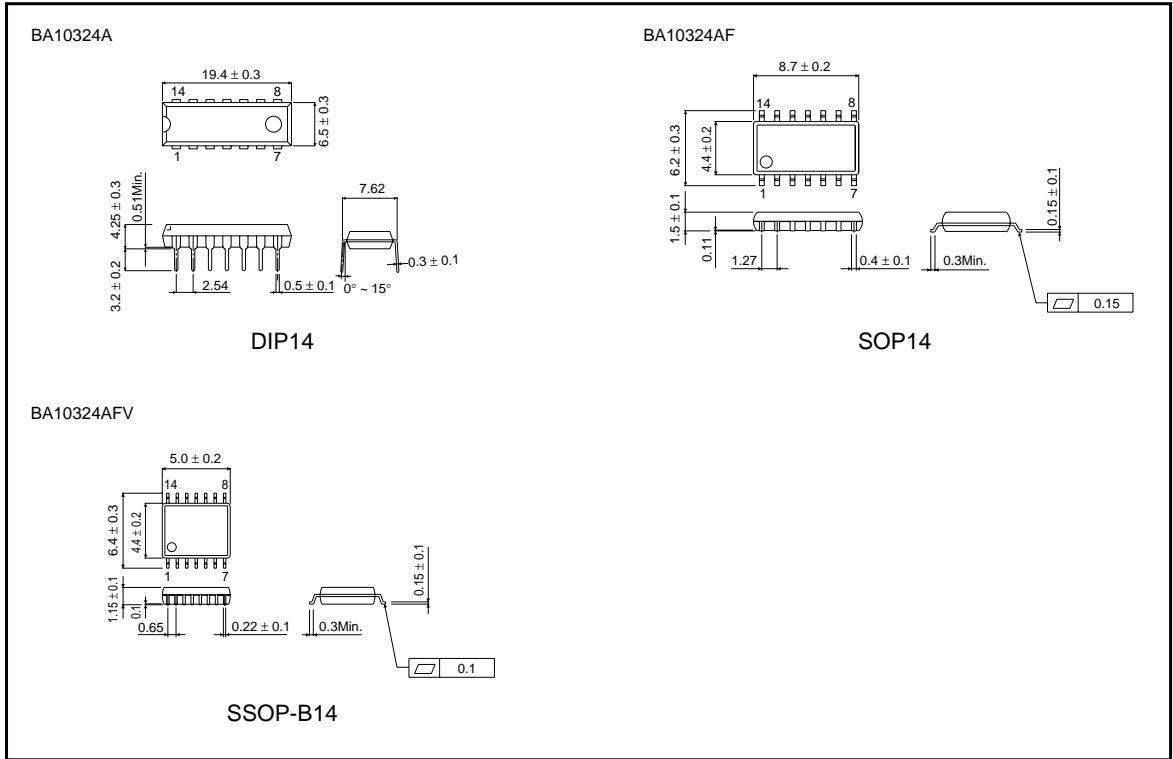 BA10324A
19.4 ± 0.3
14 8
6.5 ± 0.3
1 7
4.25 ± 0.3
0.51Min.
3.2 ± 0.2
2.54
0.5 ± 0.1
7.62
0.3 ± 0.1
0° ~ 15°
DIP14
BA10324AF
8.7 ± 0.2
14 8
6.2 ± 0.3
4.4 ± 0.2
1 7
1.5 ± 0.1
0.11
1.27
0.4 ± 0.1
0.15 ± 0.1
0.3Min.
0.15
SOP14
BA10324AFV
5.0 ± 0.2
14 8
6.4 ± 0.3
4.4 ± 0.2
1 7
1.15 ± 0.1
0.1
0.65
0.22 ± 0.1
0.15 ± 0.1
0.3Min.
0.1
SSOP-B14